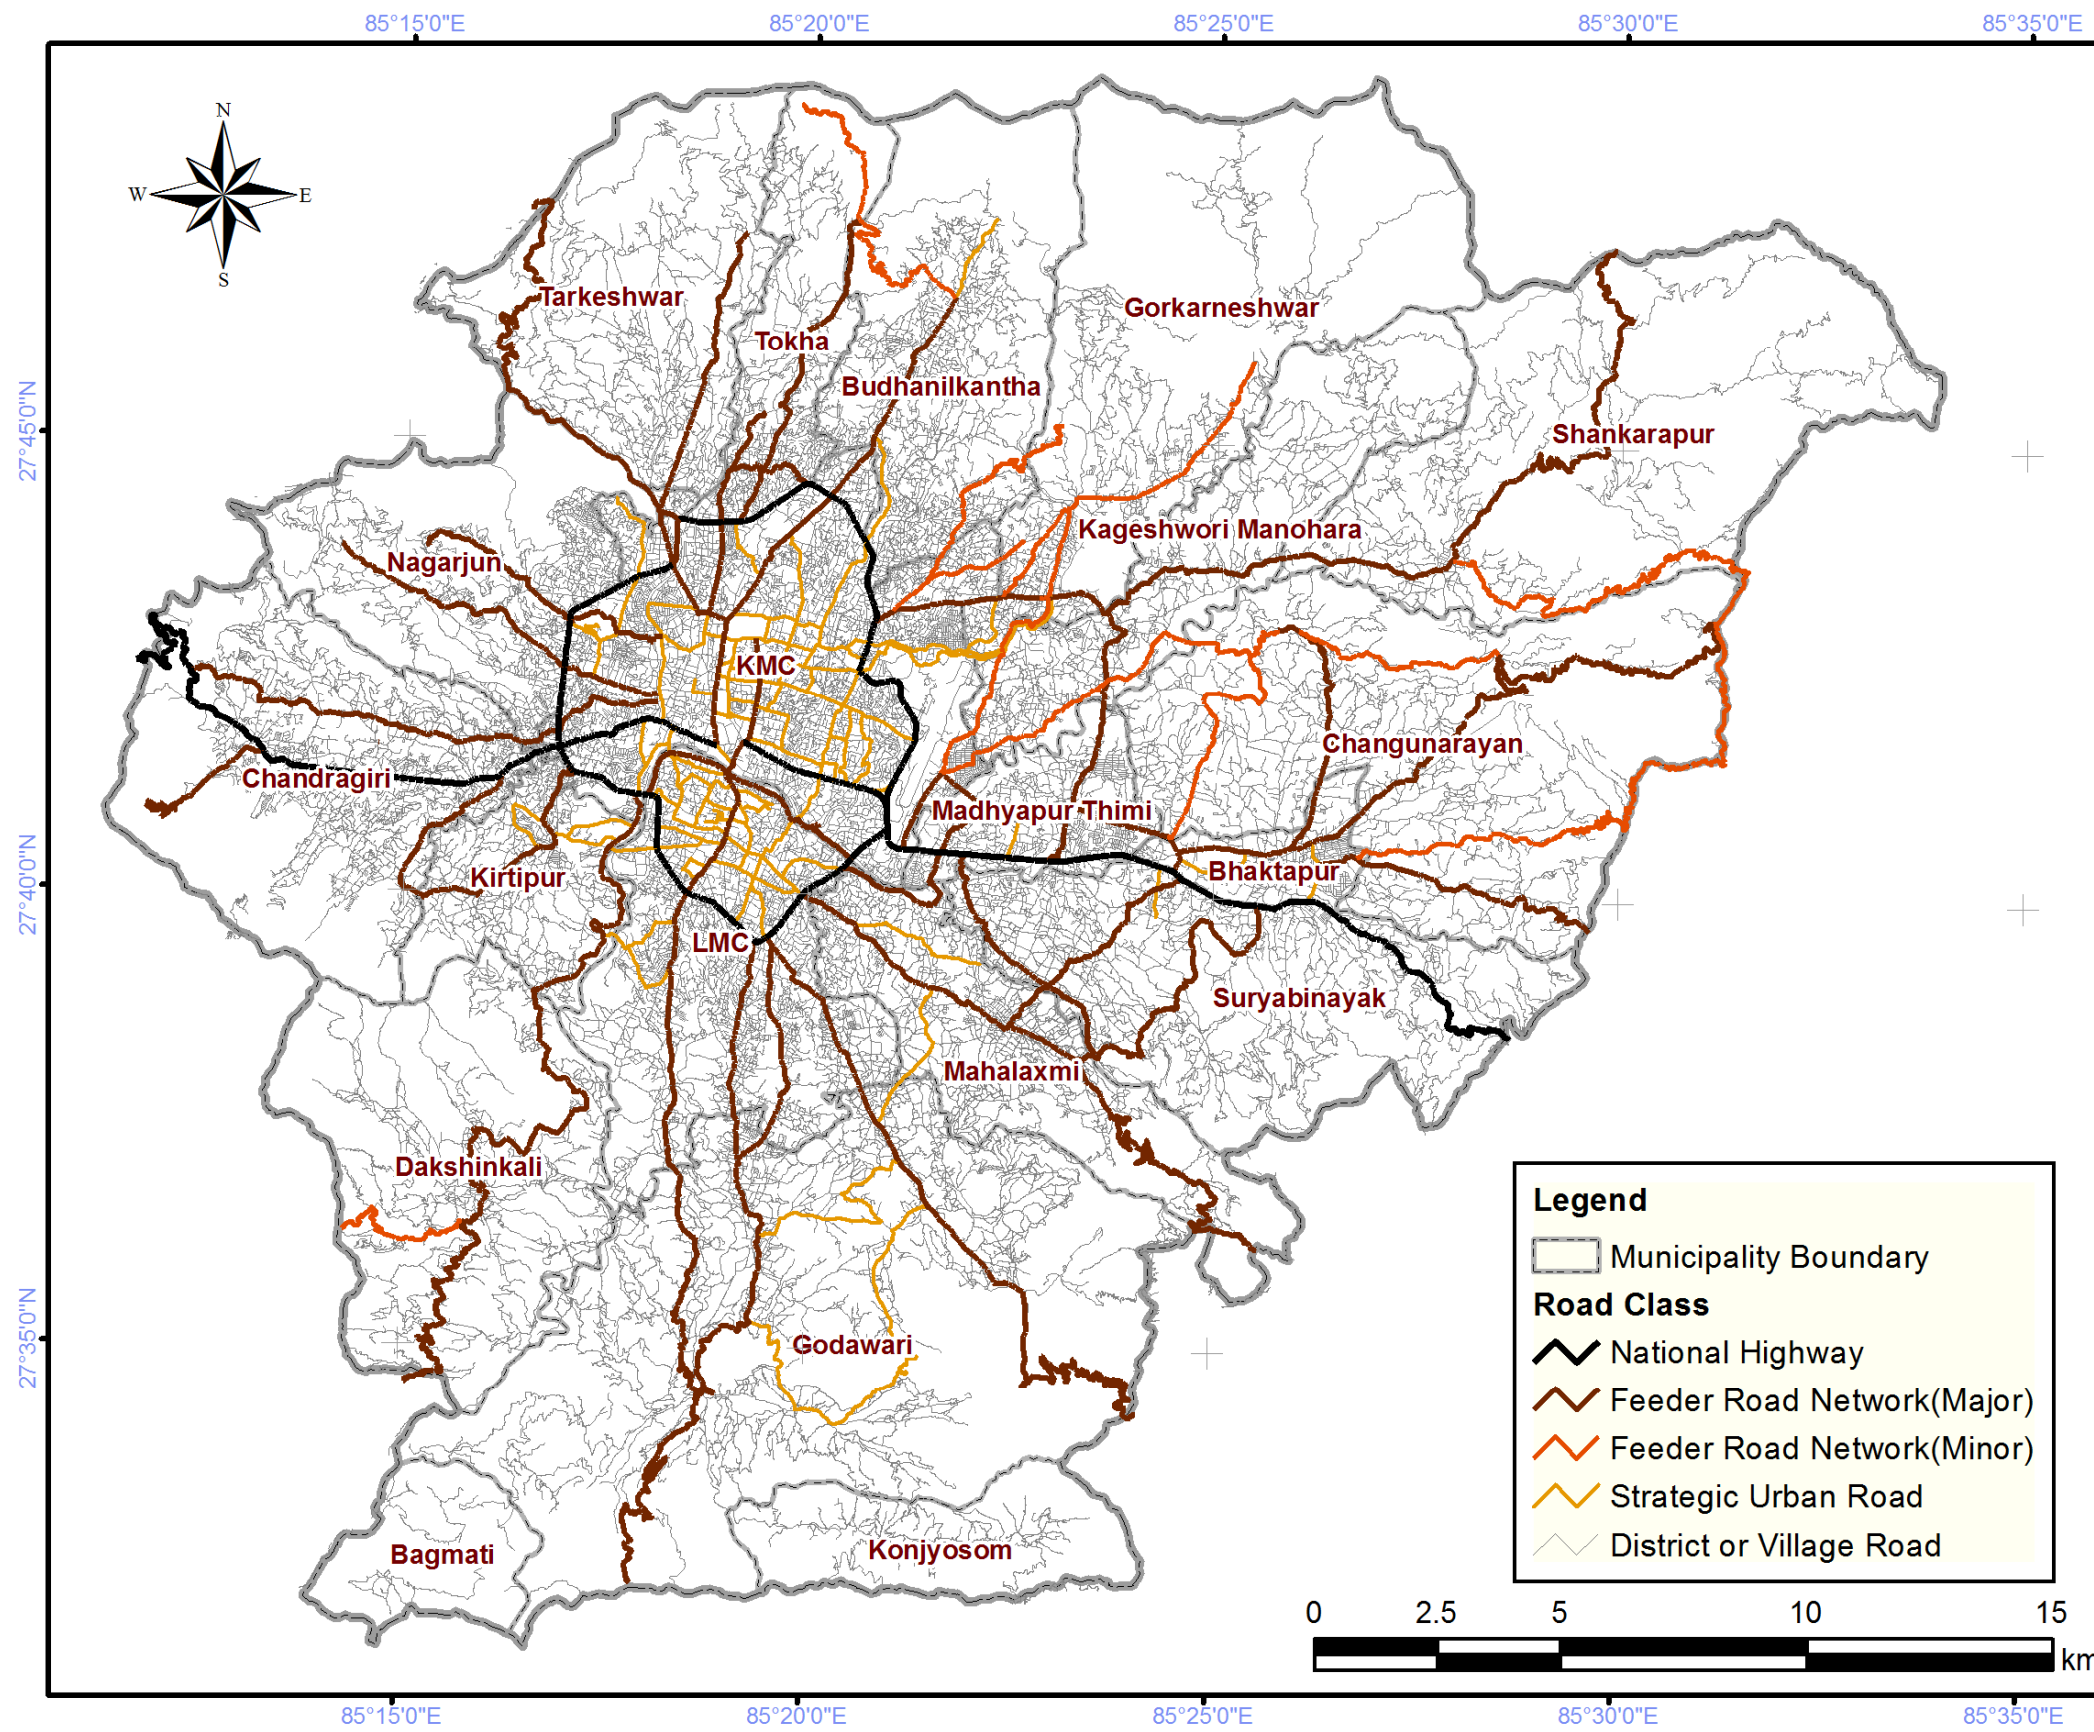 85°15'0"E 85°20'0"E 85°25'0"E 85°30'0"E 85°35'0"E
N
W E
S
Tarkeshwar
Gorkarneshwar
Tokha
Budhanilkantha
27°45'0"N
Shankarapur
Kageshwori Manohara
Nagarjun
KMC
Changunarayan
Chandragiri
Madhyapur Thimi
Bhaktapur
Kirtipur
27°40'0"N
LMC
Suryabinayak
Mahalaxmi
Dakshinkali
Godawari
27°35'0"N
Bagmati
Konjyosom
Legend
Municipality Boundary
Road Class
National Highway
Feeder Road Network(Major)
Feeder Road Network(Minor)
Strategic Urban Road
District or Village Road
0 2.5 5 10 15
km
85°15'0"E 85°20'0"E 85°25'0"E 85°30'0"E 85°35'0"E